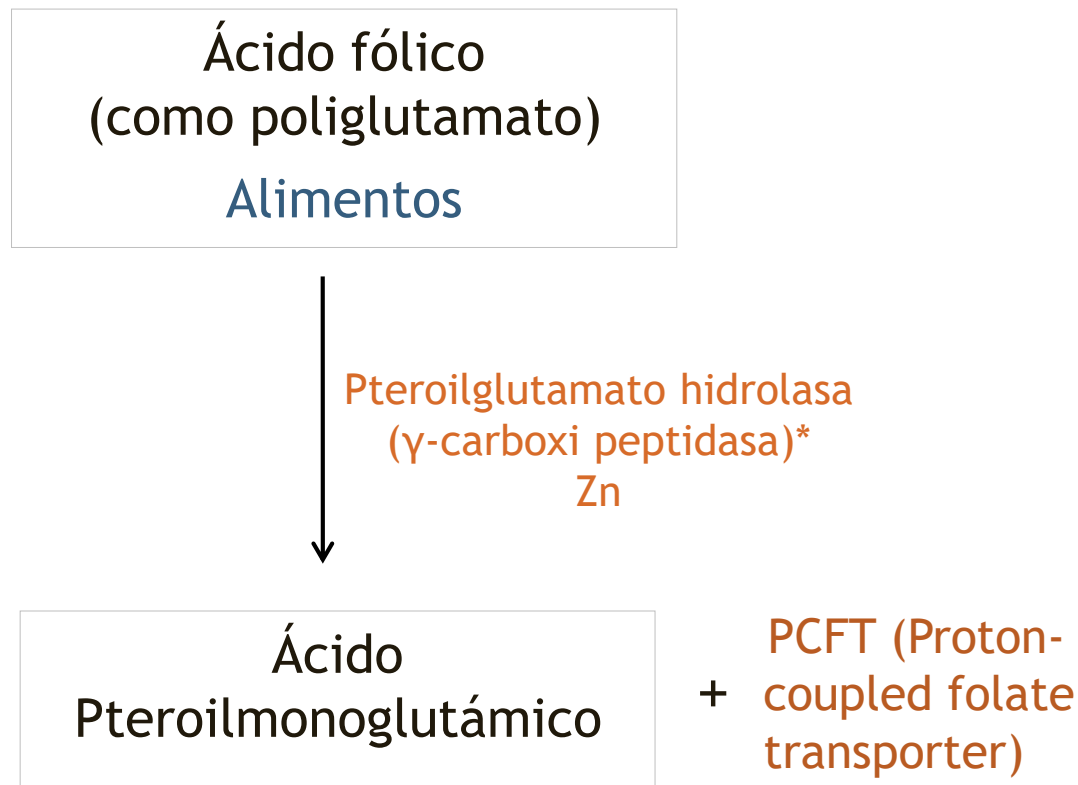 Ácido fólico
(como poliglutamato)
Alimentos
Pteroilglutamato hidrolasa
(γ-carboxi peptidasa)*
Zn
Ácido
Pteroilmonoglutámico
+
PCFT (Proton-
coupled folate
transporter)